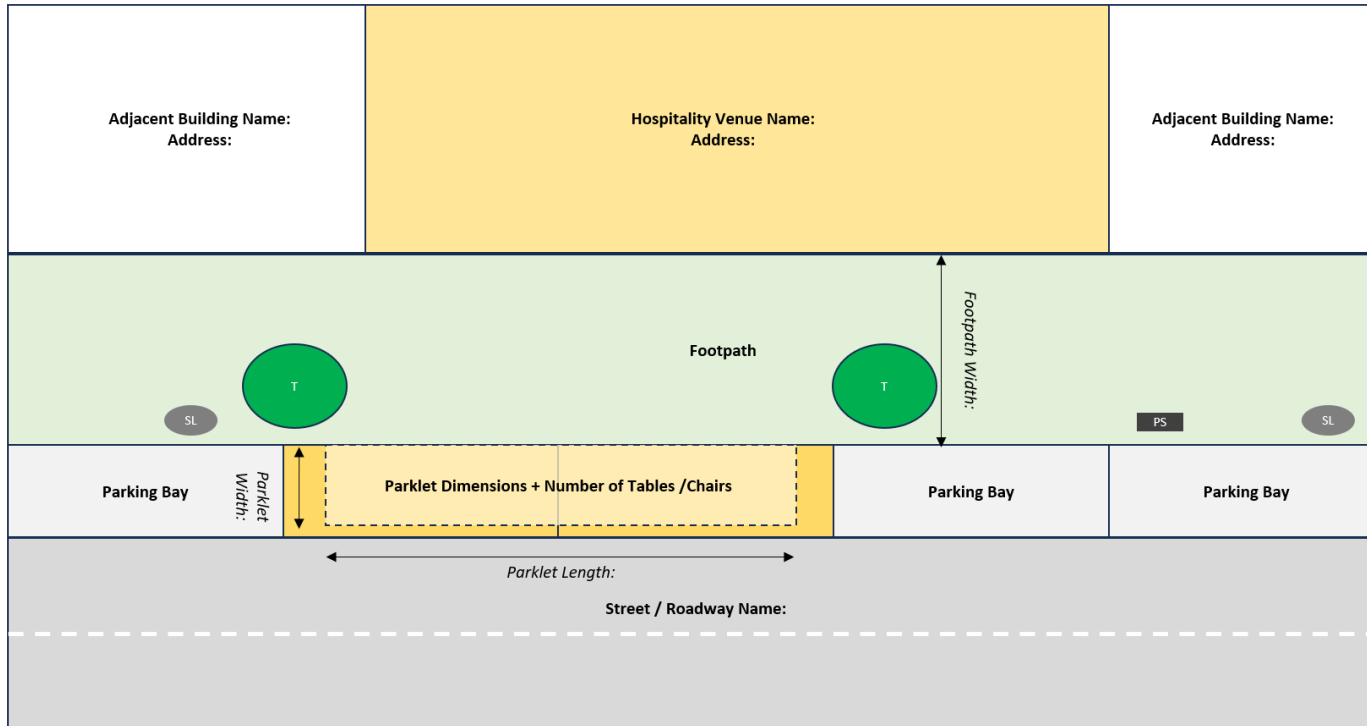 Adjacent Building Name:
Address:
Hospitality Venue Name:
Address:
Adjacent Building Name:
Address:
Footpath Width:
Footpath
T
T
SL
PS
SL
Parking Bay
Parklet
Width:
Parklet Dimensions + Number of Tables /Chairs
Parking Bay
Parking Bay
Parklet Length:
Street / Roadway Name: